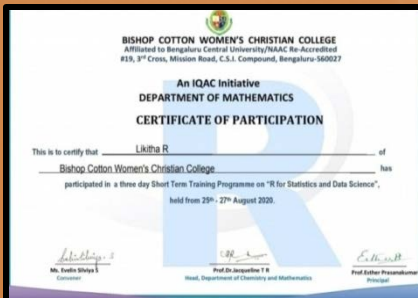 BISHOP COTTON WOMEN'S CHRISTIAN COLLEGE
Affiliated to Bengaluru Central University/NAAC Re-Accredited
#19, 3rd Cross, Mission Road, C.S.I. Compound, Bengaluru-560027
An IQAC Initiative
DEPARTMENT OF MATHEMATICS
CERTIFICATE OF PARTICIPATION
This is to certify that Likitha R of
Bishop Cotton Women's Christian College has
participated in a three day Short Term Training Programme on "R for Statistics and Data Science",
held from 25th - 27th August 2020.
Ms. Evelin Silviya S Prof.Dr.Jacqueline T R Prof.Esther Prasanakumar
Convener Head, Department of Chemistry and Mathematics Principal